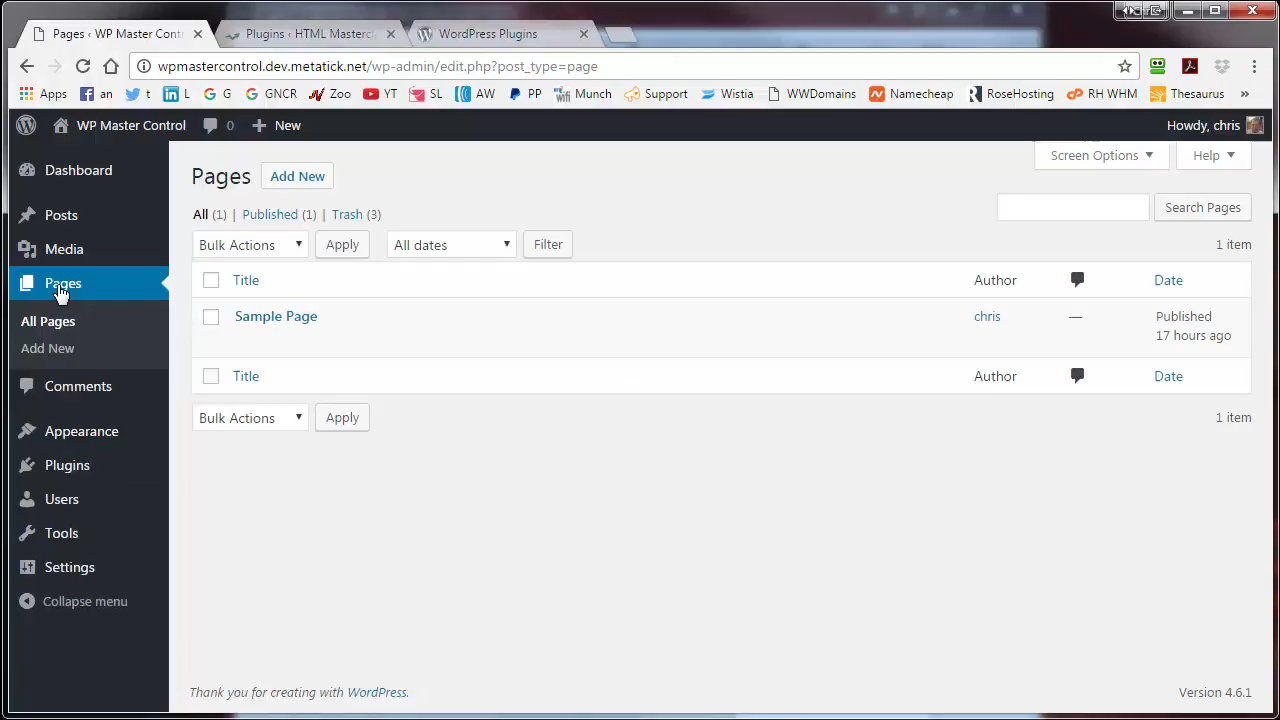 Pages ‹ WP Master Cont
Plugins ‹ HTML Mastercl
WordPress Plugins
wpmastercontrol.dev.metatick.net/wp-admin/edit.php?post_type=page
Apps an t L G GNCR Zoo YT SL AW PP Munch Support Wistia WWDomains Namecheap RoseHosting RH WHM Thesaurus »
WP Master Control 0 New Howdy, chris
Screen Options Help
Dashboard
Posts
Media
Pages
All Pages
Add New
Comments
Appearance
Plugins
Users
Tools
Settings
Collapse menu
Pages Add New
All (1) | Published (1) | Trash (3)
Search Pages
Bulk Actions Apply All dates Filter 1 item
Title Author Date
Sample Page chris — Published
17 hours ago
Title Author Date
Bulk Actions Apply 1 item
Thank you for creating with WordPress. Version 4.6.1